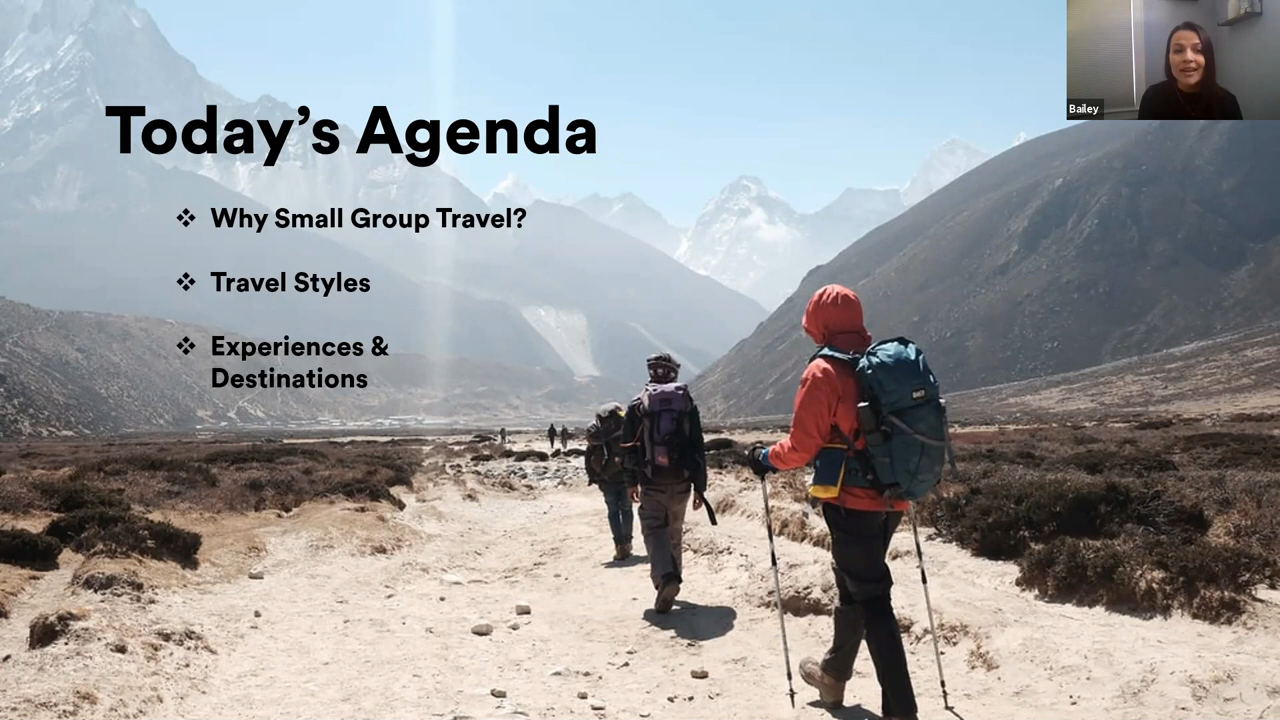 Today's Agenda
❖ Why Small Group Travel?
❖ Travel Styles
❖ Experiences &
Destinations
Bailey